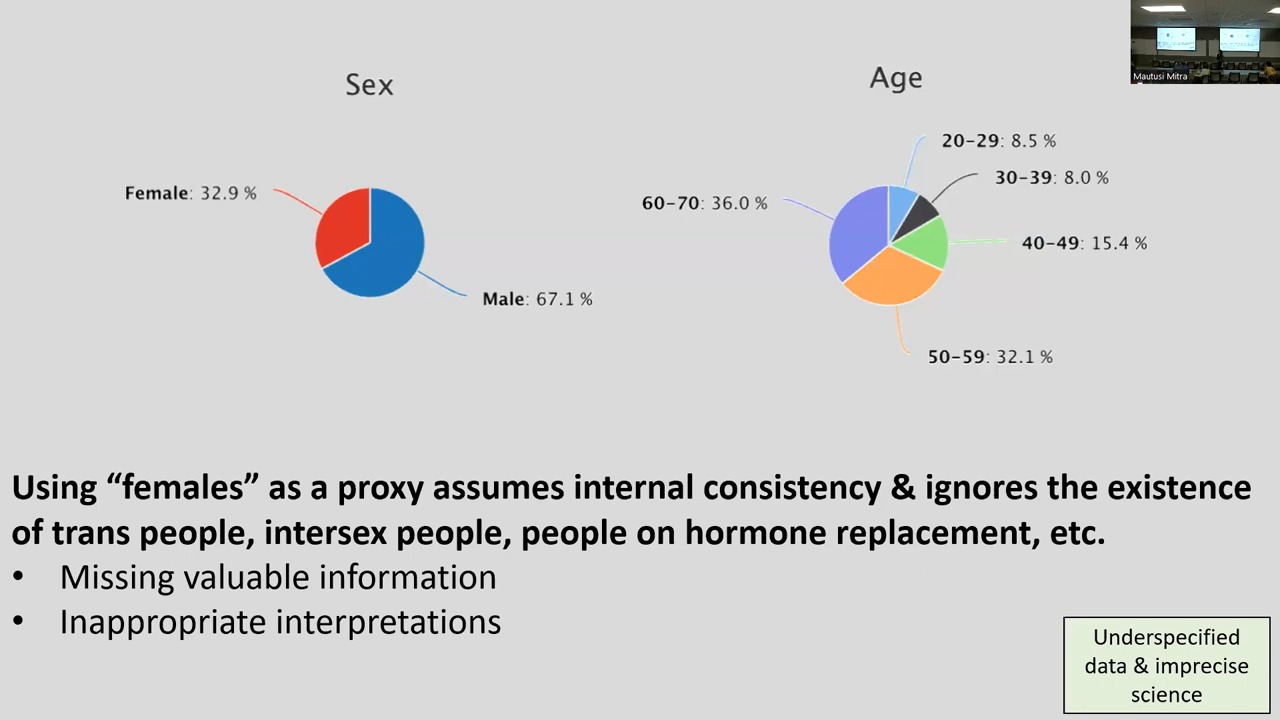 Sex
Age
Mautusi Mitra
20–29: 8.5 %
30–39: 8.0 %
Female: 32.9 %
60–70: 36.0 %
40–49: 15.4 %
Male: 67.1 %
50–59: 32.1 %
Using “females” as a proxy assumes internal consistency & ignores the existence
of trans people, intersex people, people on hormone replacement, etc.
• Missing valuable information
• Inappropriate interpretations
Underspecified
data & imprecise
science